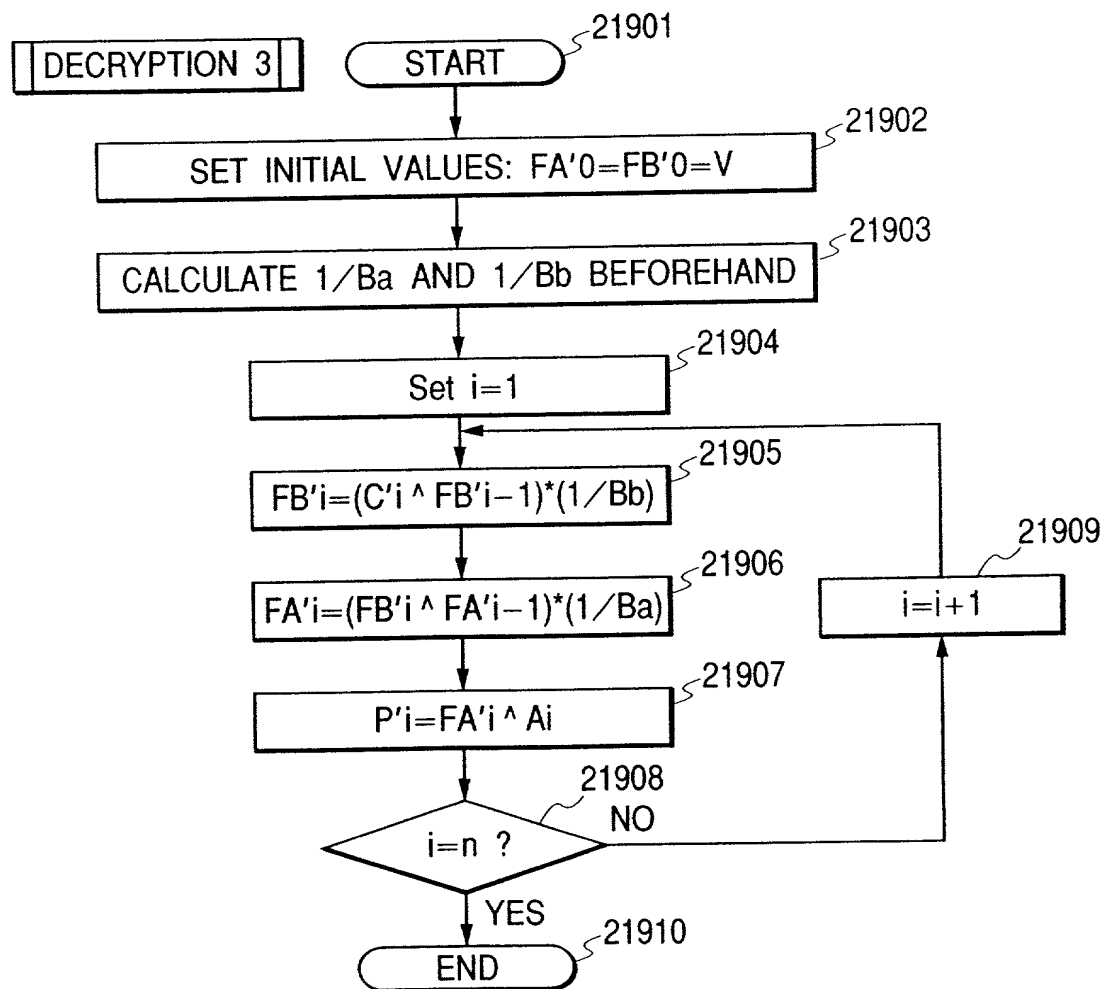 DECRYPTION 3
START
21901
21902
SET INITIAL VALUES: FA'0=FB'0=V
21903
CALCULATE 1/Ba AND 1/Bb BEFOREHAND
21904
Set i=1
21905
FB'i=(C'i ^ FB'i-1)*(1/Bb)
21906
FA'i=(FB'i ^ FA'i-1)*(1/Ba)
21909
i=i+1
21907
P'i=FA'i ^ Ai
21908
i=n ?
NO
YES
21910
END